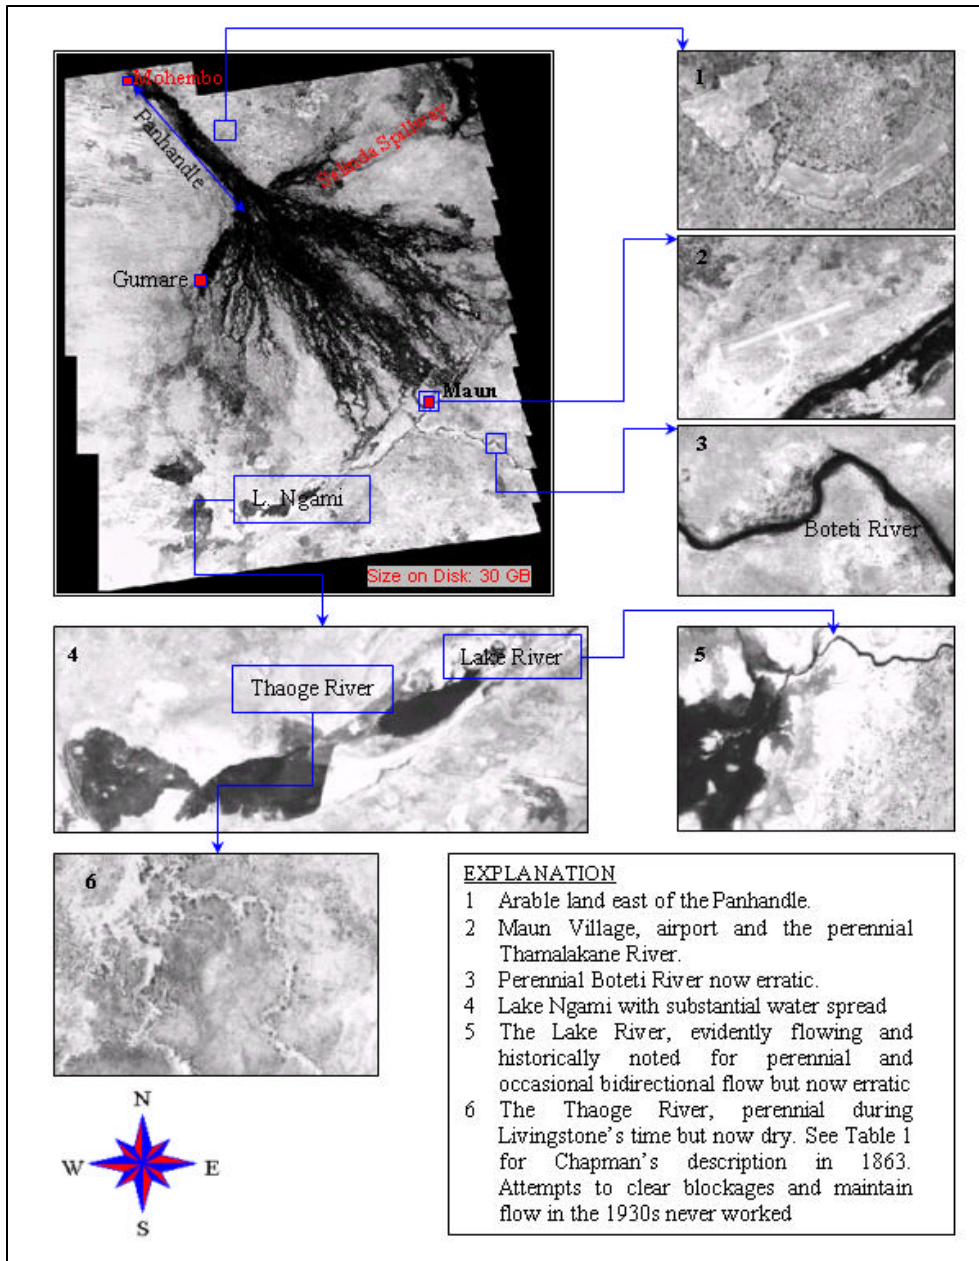 1
Mohembo
Panhandle
Selinda Spillway
2
Gumare
Maun
3
L. Ngami
Boteti River
Size on Disk: 30 GB
4
Lake River
5
Thaoge River
6
EXPLANATION
1 Arable land east of the Panhandle.
2 Maun Village, airport and the perennial
Thamalakane River.
3 Perennial Boteti River now erratic.
4 Lake Ngami with substantial water spread
5 The Lake River, evidently flowing and
historically noted for perennial and
occasional bidirectional flow but now erratic
6 The Thaoge River, perennial during
Livingstone's time but now dry. See Table 1
for Chapman's description in 1863.
Attempts to clear blockages and maintain
flow in the 1930s never worked
N
W E
S